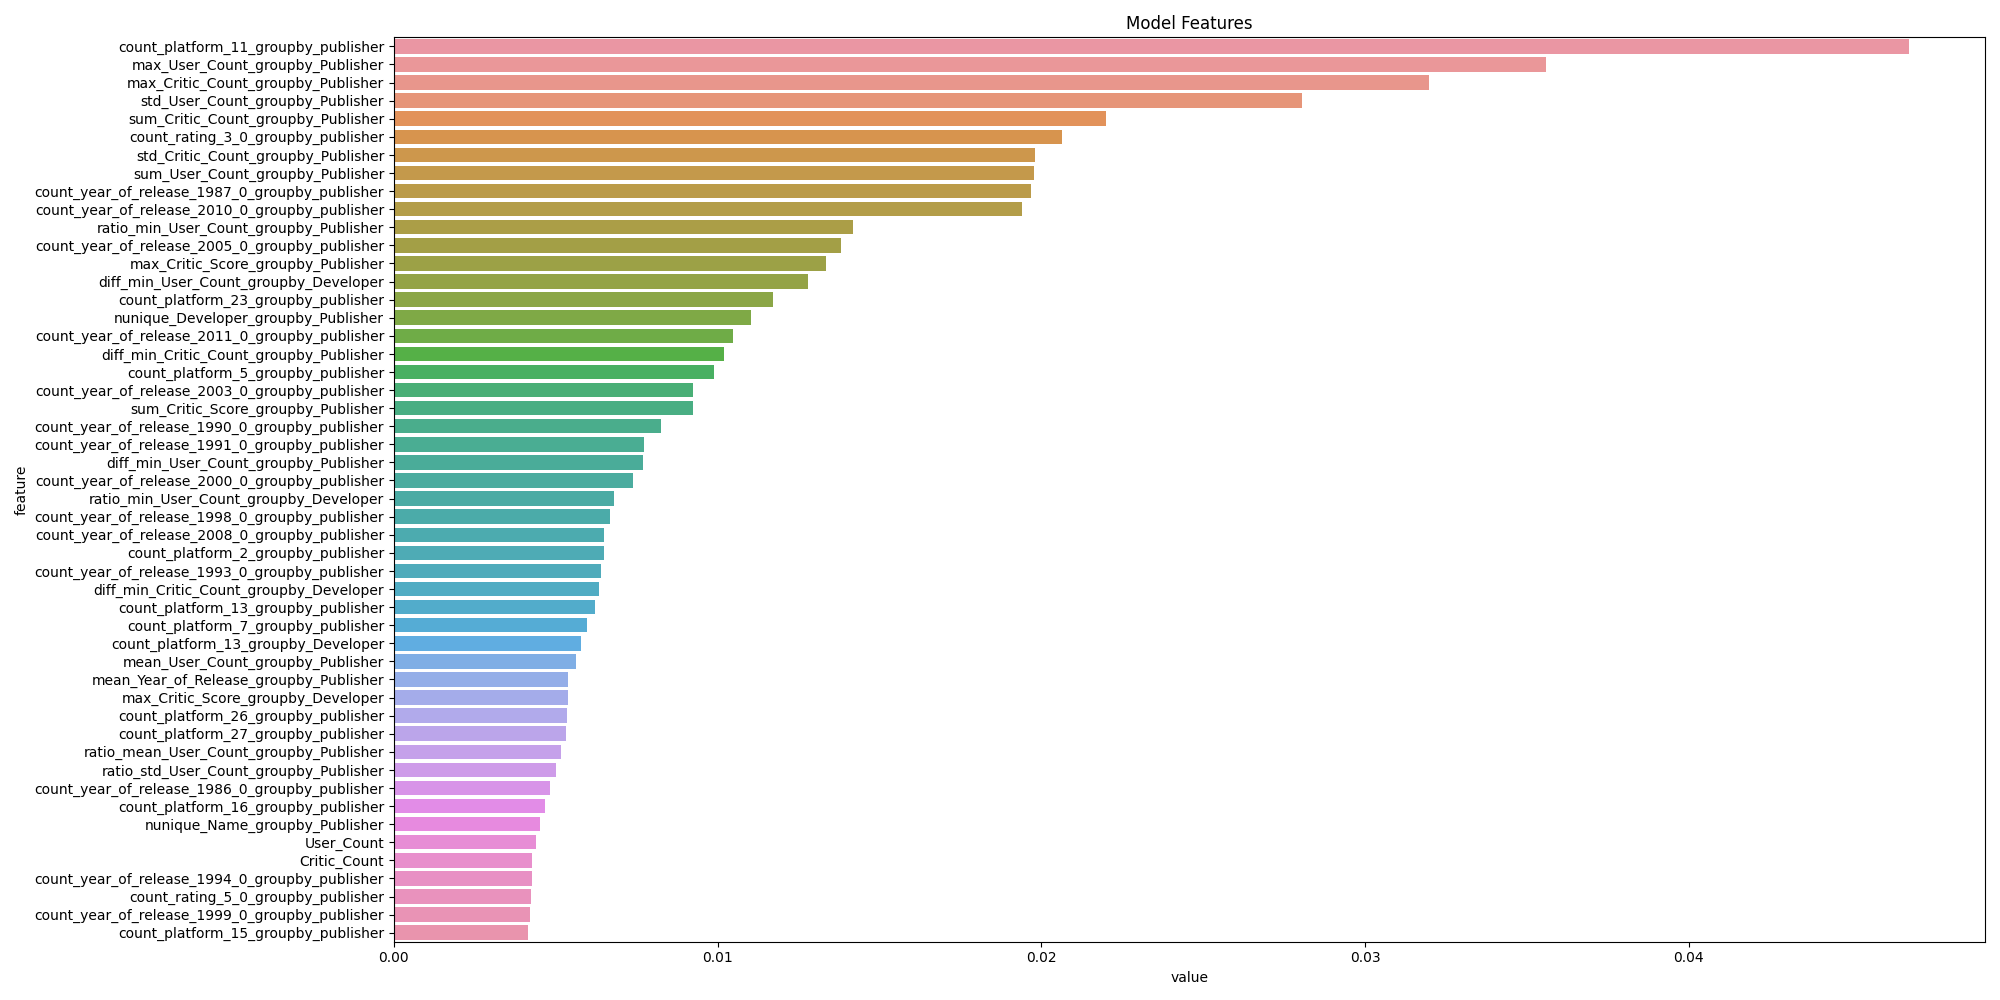 Model Features
count_platform_11_groupby_publisher
max_User_Count_groupby_Publisher
max_Critic_Count_groupby_Publisher
std_User_Count_groupby_Publisher
sum_Critic_Count_groupby_Publisher
count_rating_3_0_groupby_publisher
std_Critic_Count_groupby_Publisher
sum_User_Count_groupby_Publisher
count_year_of_release_1987_0_groupby_publisher
count_year_of_release_2010_0_groupby_publisher
ratio_min_User_Count_groupby_Publisher
count_year_of_release_2005_0_groupby_publisher
max_Critic_Score_groupby_Publisher
diff_min_User_Count_groupby_Developer
count_platform_23_groupby_publisher
nunique_Developer_groupby_Publisher
count_year_of_release_2011_0_groupby_publisher
diff_min_Critic_Count_groupby_Publisher
count_platform_5_groupby_publisher
count_year_of_release_2003_0_groupby_publisher
sum_Critic_Score_groupby_Publisher
count_year_of_release_1990_0_groupby_publisher
count_year_of_release_1991_0_groupby_publisher
diff_min_User_Count_groupby_Publisher
count_year_of_release_2000_0_groupby_publisher
ratio_min_User_Count_groupby_Developer
count_year_of_release_1998_0_groupby_publisher
count_year_of_release_2008_0_groupby_publisher
count_platform_2_groupby_publisher
count_year_of_release_1993_0_groupby_publisher
diff_min_Critic_Count_groupby_Developer
count_platform_13_groupby_publisher
count_platform_7_groupby_publisher
count_platform_13_groupby_Developer
mean_User_Count_groupby_Publisher
mean_Year_of_Release_groupby_Publisher
max_Critic_Score_groupby_Developer
count_platform_26_groupby_publisher
count_platform_27_groupby_publisher
ratio_mean_User_Count_groupby_Publisher
ratio_std_User_Count_groupby_Publisher
count_year_of_release_1986_0_groupby_publisher
count_platform_16_groupby_publisher
nunique_Name_groupby_Publisher
User_Count
Critic_Count
count_year_of_release_1994_0_groupby_publisher
count_rating_5_0_groupby_publisher
count_year_of_release_1999_0_groupby_publisher
count_platform_15_groupby_publisher
feature
0.00 0.01 0.02 0.03 0.04
value